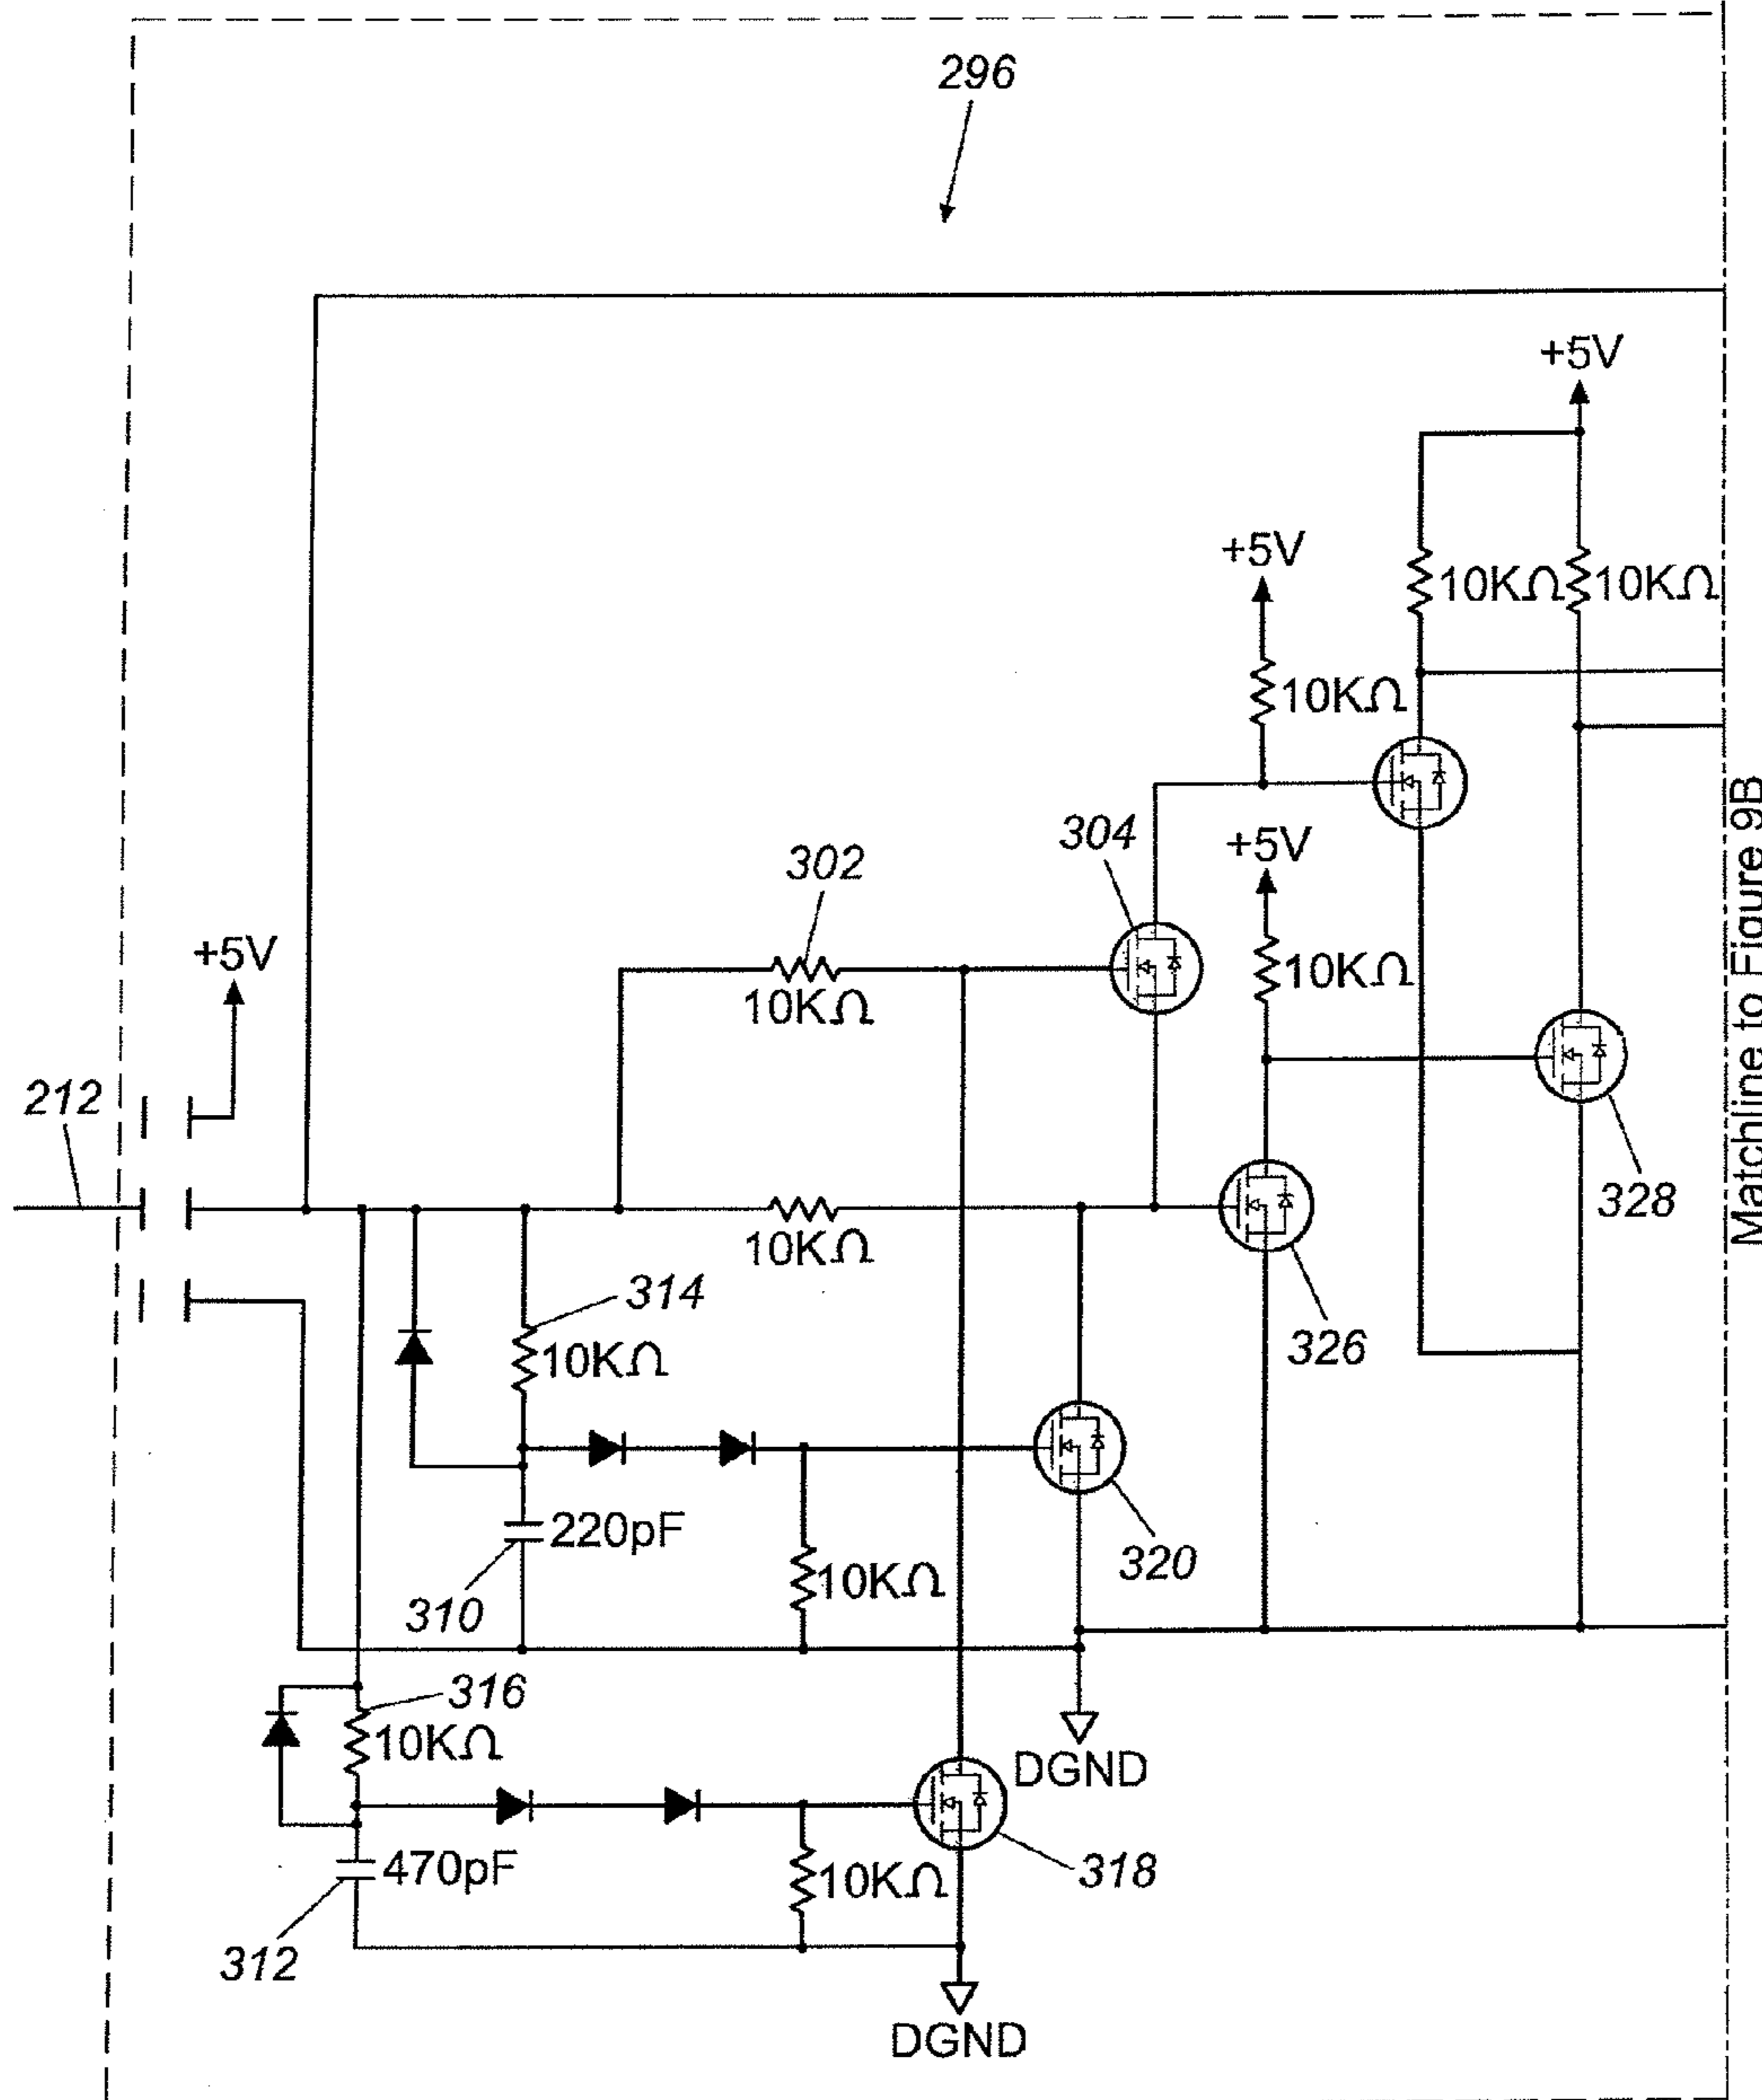 296
+5V
+5V
10KΩ
10KΩ
10KΩ
304
+5V
302
+5V
10KΩ
10KΩ
212
328
10KΩ
314
10KΩ
326
220pF
320
10KΩ
310
316
10KΩ
DGND
470pF
318
10KΩ
312
DGND
Matchline to Figure 9B